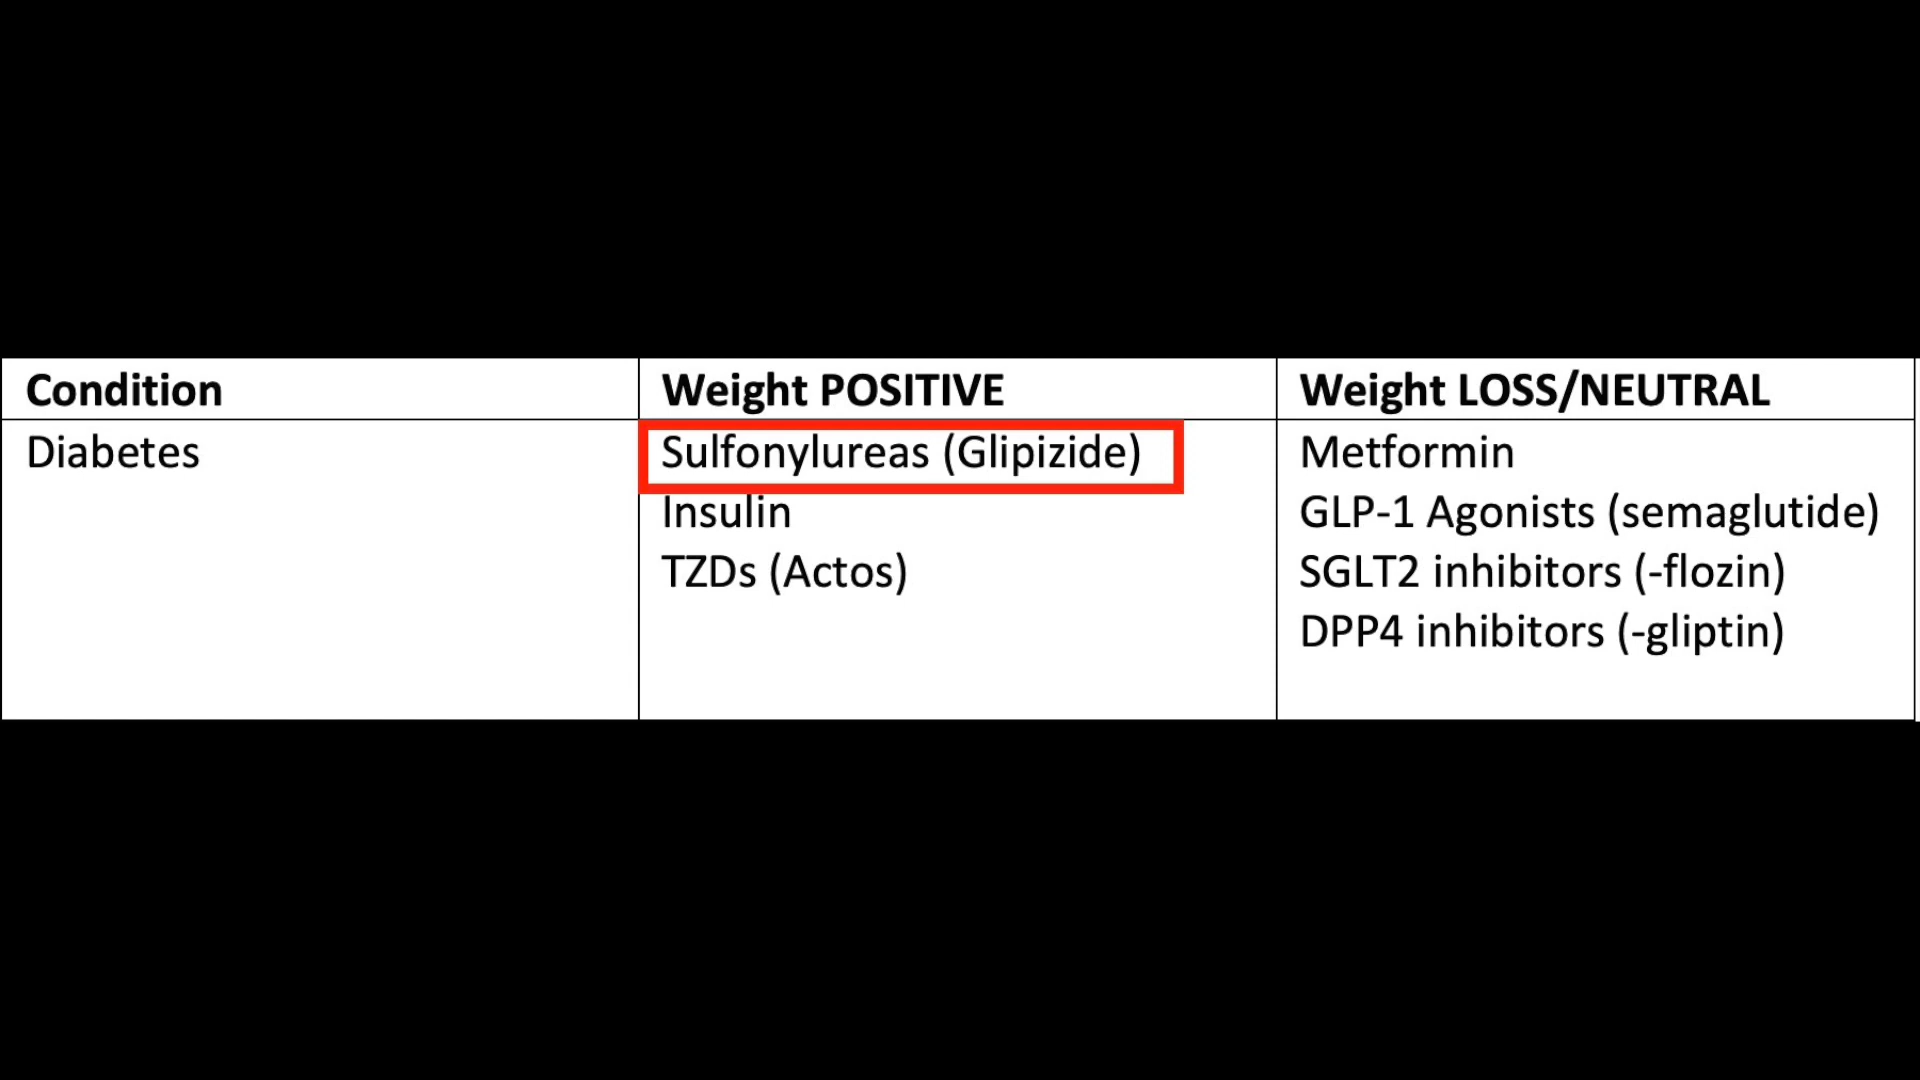 Condition
Weight POSITIVE
Weight LOSS/NEUTRAL
Diabetes
Sulfonylureas (Glipizide)
Insulin
TZDs (Actos)
Metformin
GLP-1 Agonists (semaglutide)
SGLT2 inhibitors (-flozin)
DPP4 inhibitors (-gliptin)